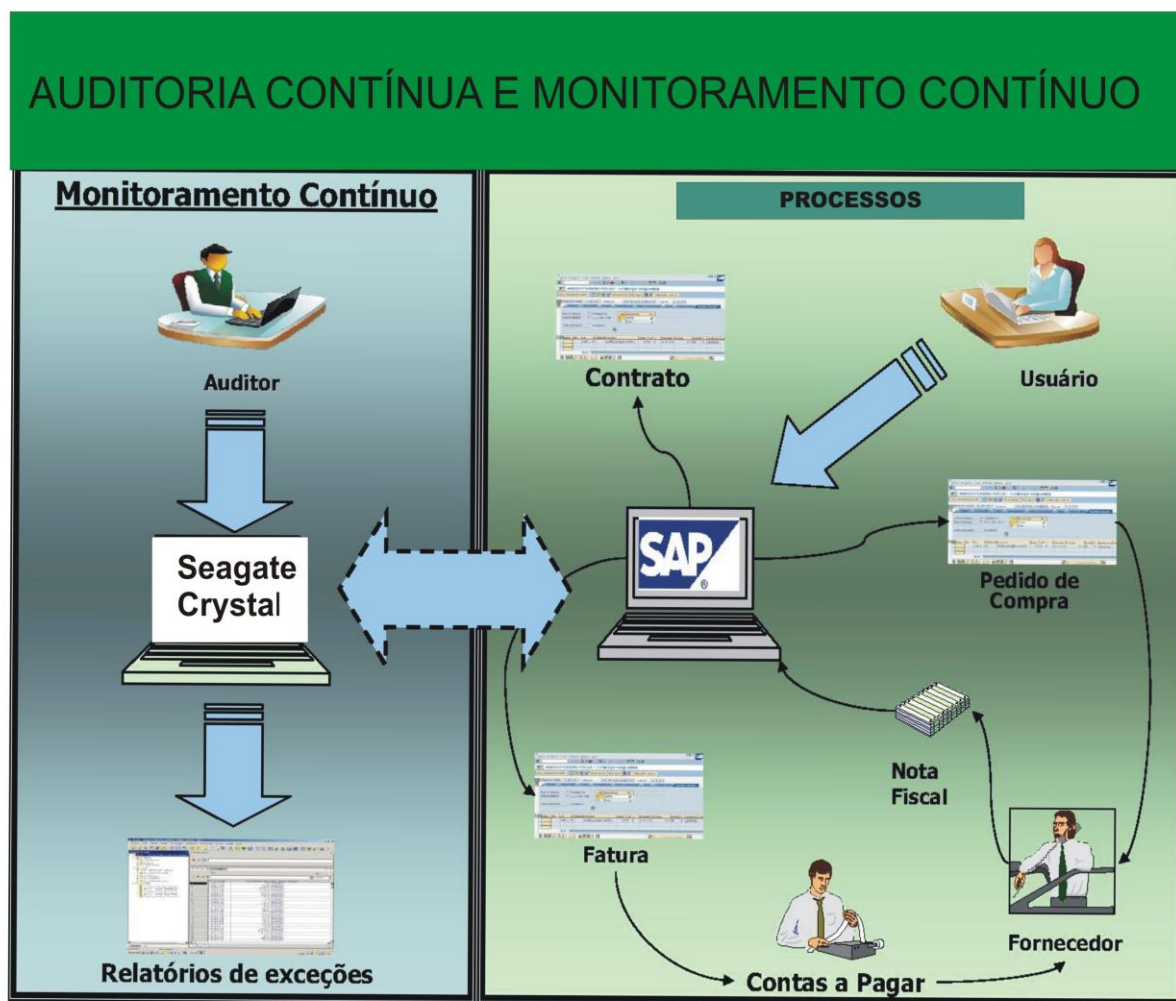 AUDITORIA CONTÍNUA E MONITORAMENTO CONTÍNUO
Monitoramento Contínuo
Auditor
Seagate
Crystal
Relatórios de exceções
PROCESSOS
Contrato
Usuário
SAP
®
Pedido de
Compra
Nota
Fiscal
Fatura
Fornecedor
Contas a Pagar